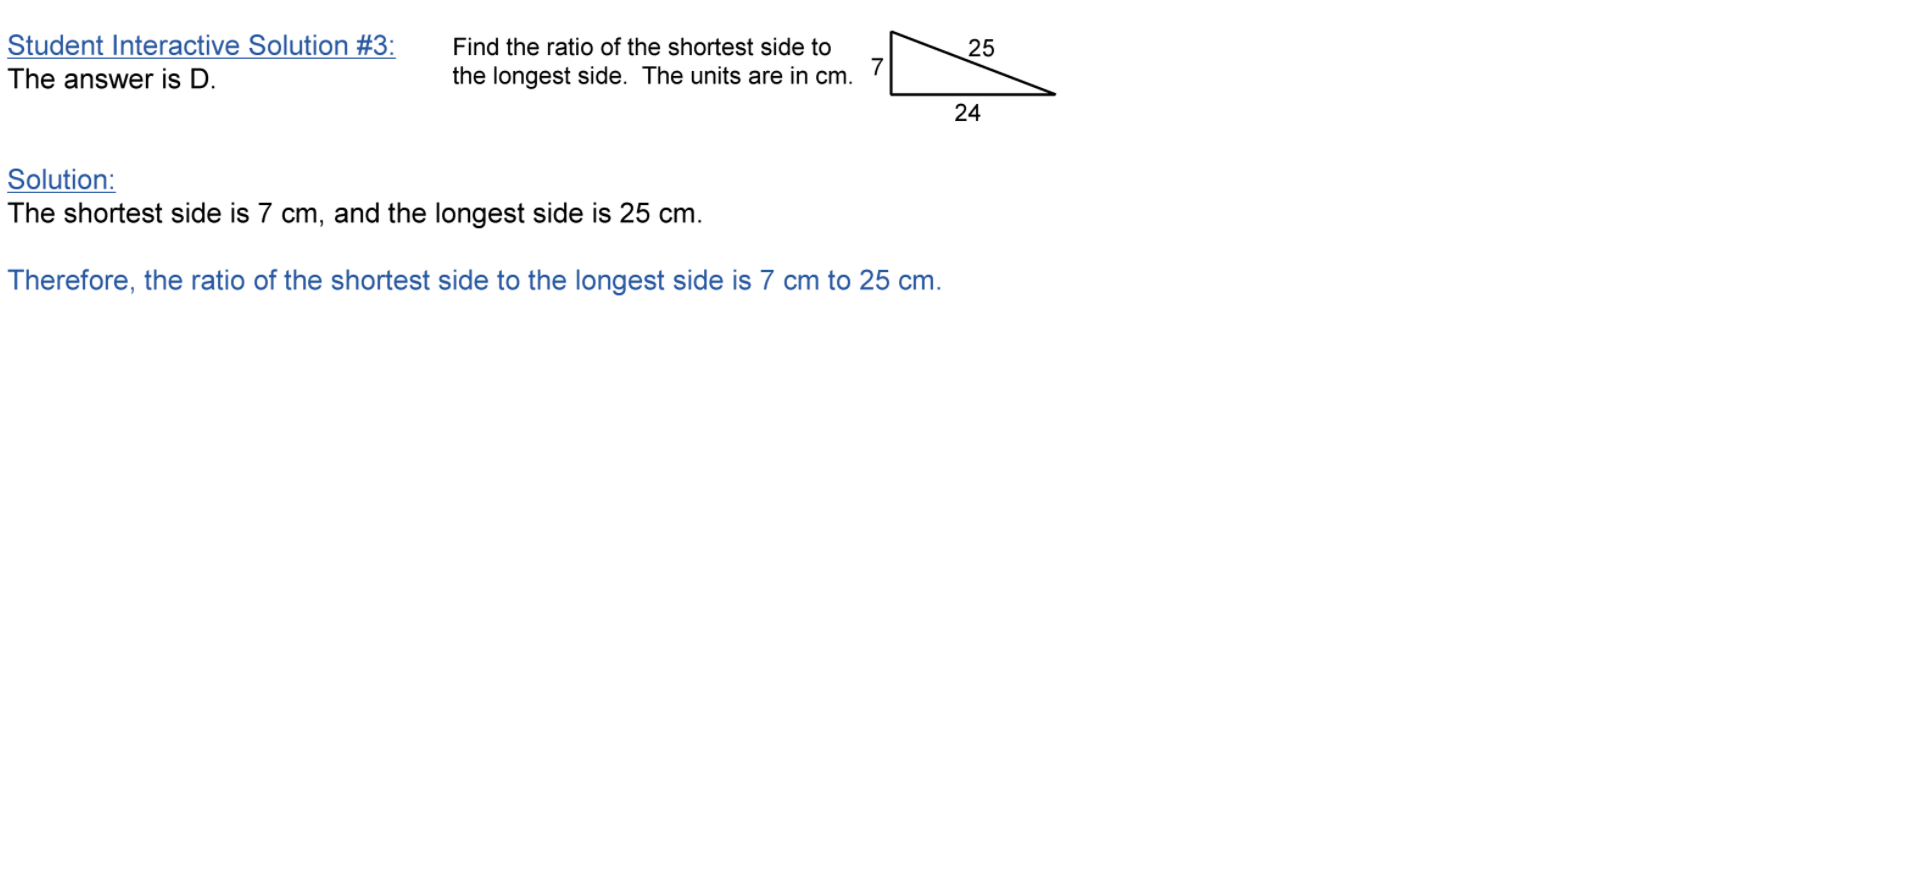 Student Interactive Solution #3:
The answer is D.
Find the ratio of the shortest side to
the longest side.  The units are in cm.
7
25
24
Solution:
The shortest side is 7 cm, and the longest side is 25 cm.
Therefore, the ratio of the shortest side to the longest side is 7 cm to 25 cm.